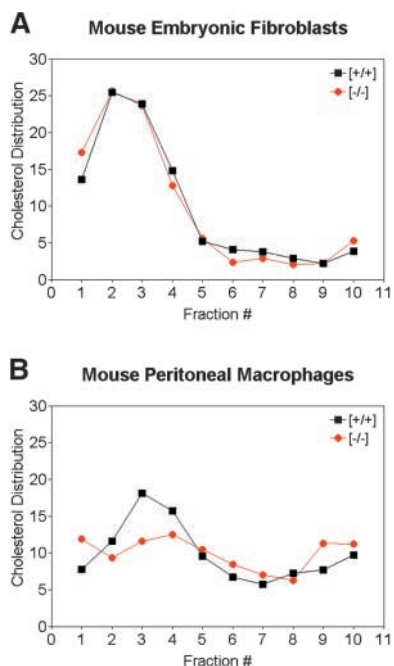 A
Mouse Embryonic Fibroblasts
Cholesterol Distribution
30
25
20
15
10
5
0
[+/+]
[-/-]
0 1 2 3 4 5 6 7 8 9 10 11
Fraction #
B
Mouse Peritoneal Macrophages
Cholesterol Distribution
30
25
20
15
10
5
0
[+/+]
[-/-]
0 1 2 3 4 5 6 7 8 9 10 11
Fraction #